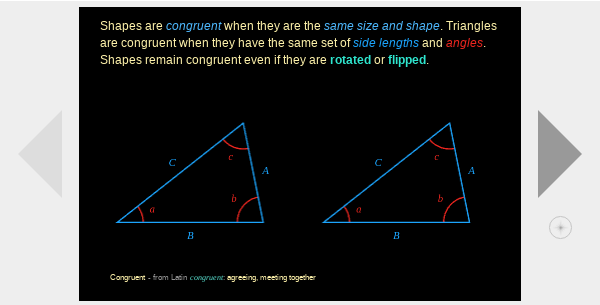 Shapes are congruent when they are the same size and shape. Triangles
are congruent when they have the same set of side lengths and angles.
Shapes remain congruent even if they are rotated or flipped.
c
c
C
A
C
A
b
b
a
a
B
B
Congruent - from Latin congruent: agreeing, meeting together